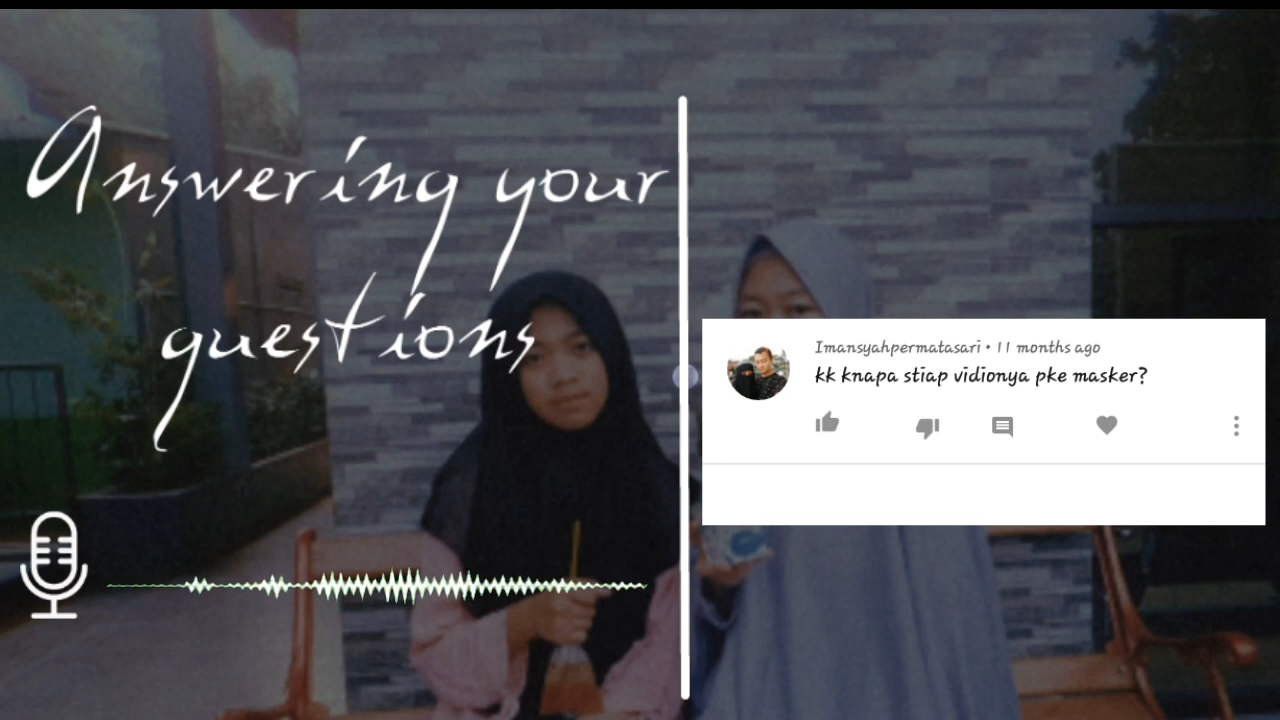 Answering your
questions
Imansyahpermatasari • 11 months ago
kk knapa stiap vidionya pke masker?